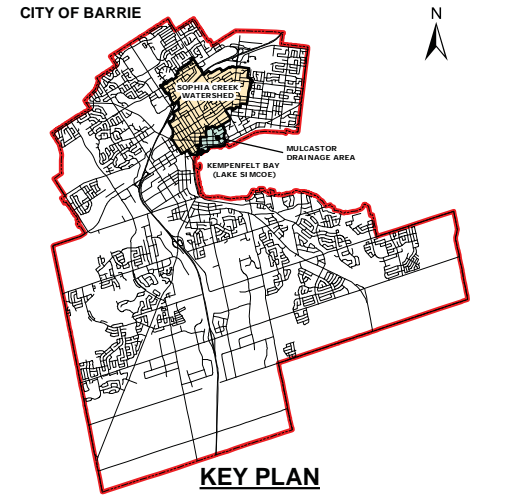 CITY OF BARRIE
N
SOPHIA CREEK
WATERSHED
MULCASTOR
DRAINAGE AREA
KEMPENFELT BAY
(LAKE SIMCOE)
KEY PLAN